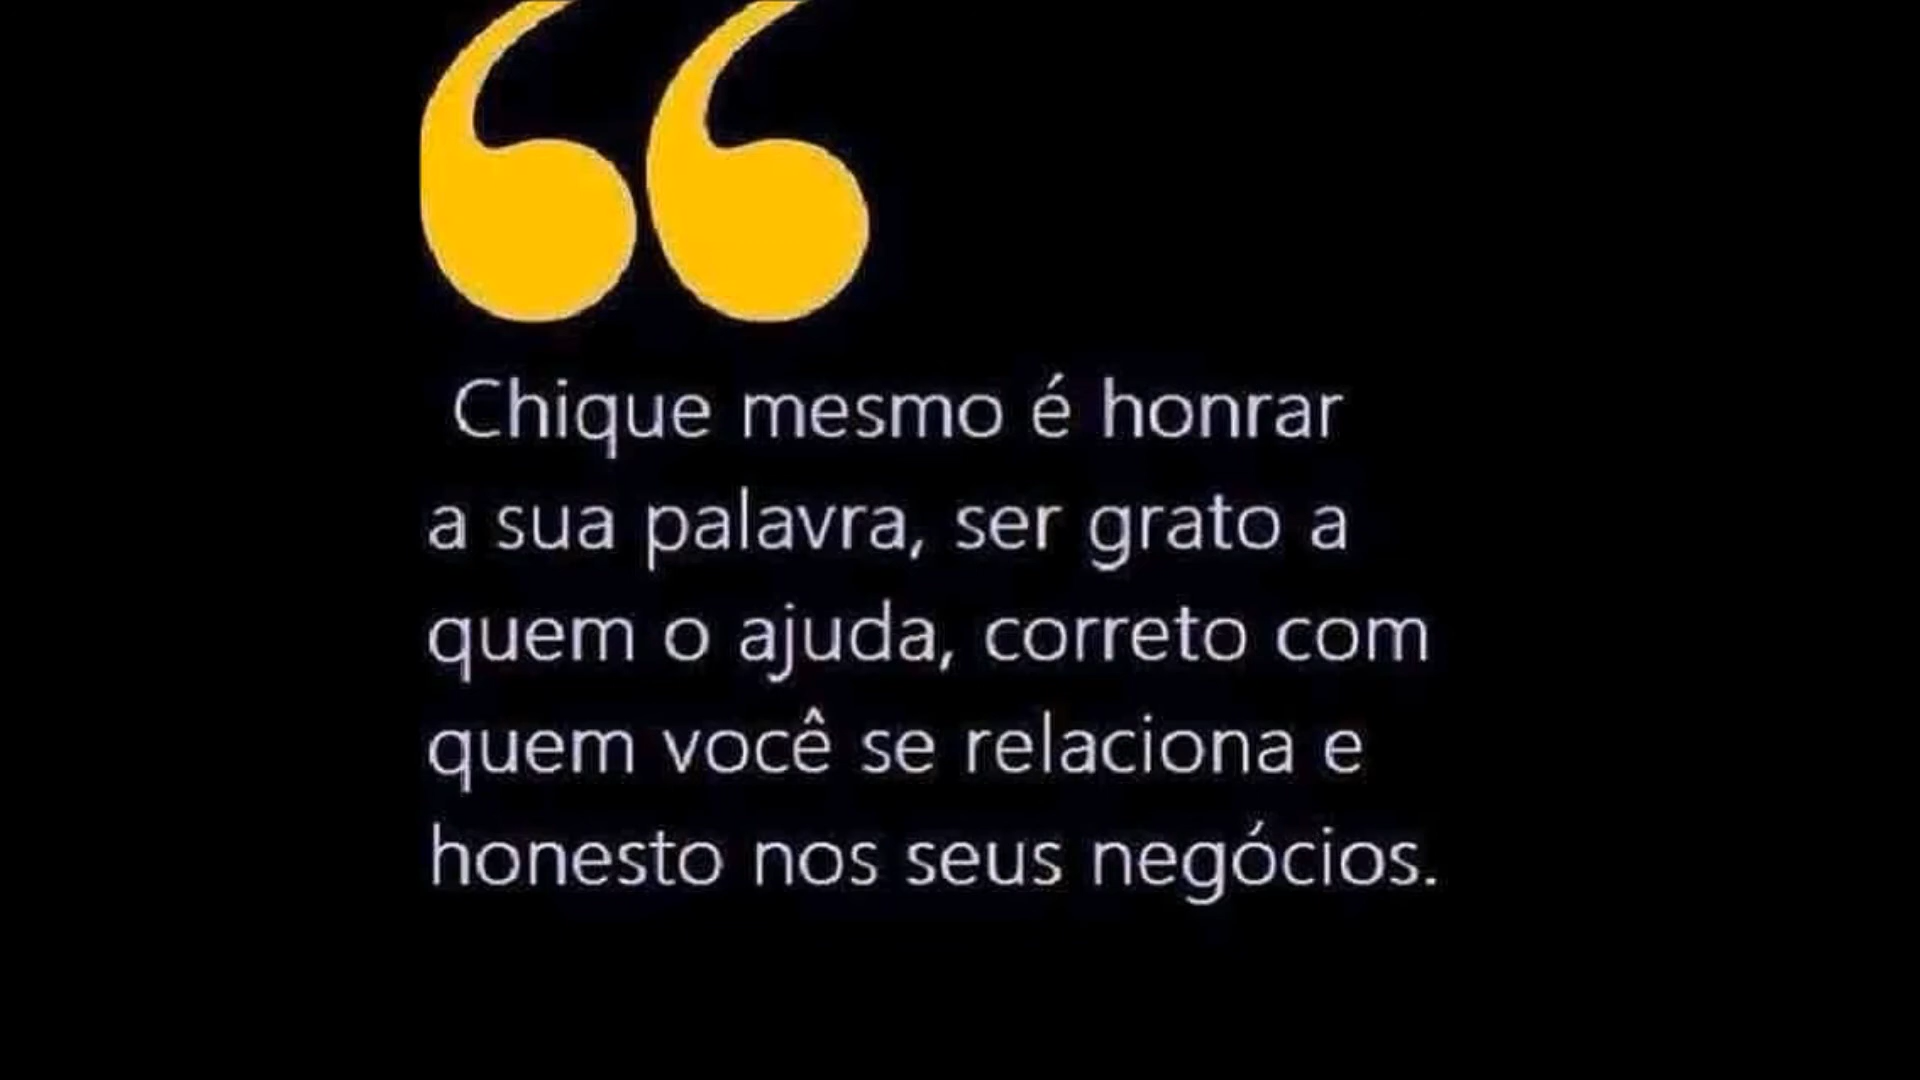 Chique mesmo é honrar
a sua palavra, ser grato a
quem o ajuda, correto com
quem você se relaciona e
honesto nos seus negócios.